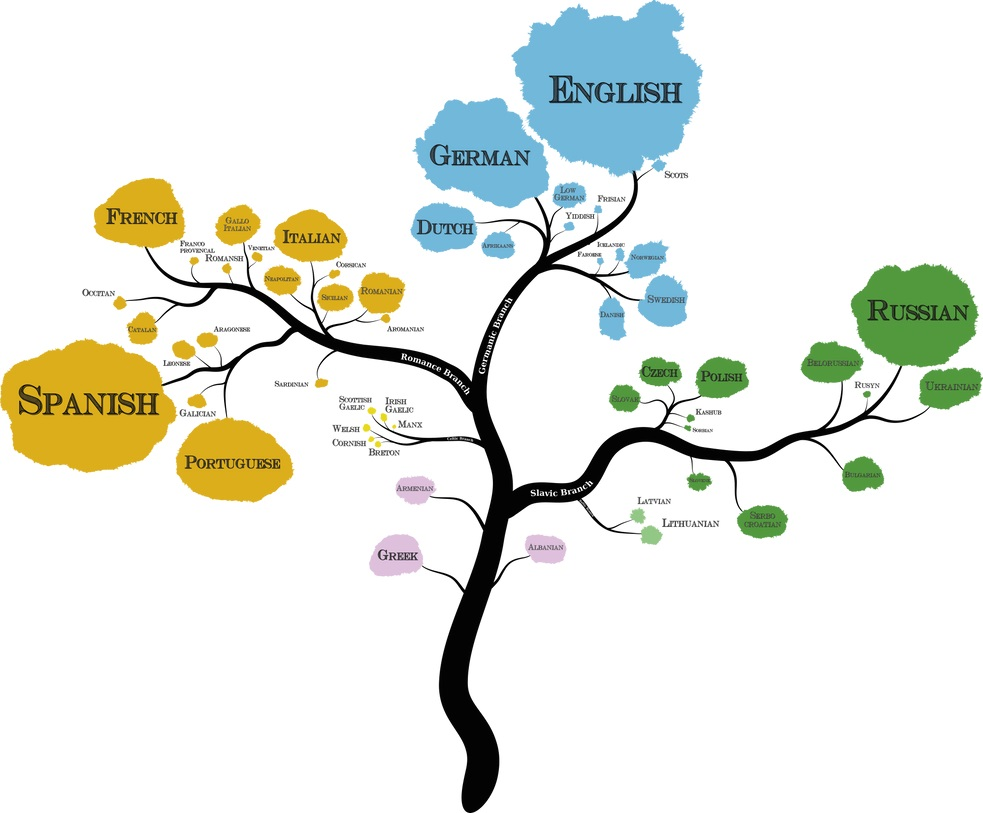 English
German
Scots
Low
German
Frisian
Yiddish
Dutch
Afrikaans
Icelandic
Faroese
Norwegian
Swedish
Danish
Germanic Branch
French
Gallo
Italian
Italian
Franco
Provencal
Venetian
Romansh
Corsican
Neapolitan
Sicilian
Romanian
Aromanian
Occitan
Catalan
Aragonese
Leonese
Spanish
Galician
Portuguese
Sardinian
Romance Branch
Scottish
Gaelic
Irish
Gaelic
Manx
Welsh
Cornish
Breton
Celtic Branch
Russian
Belorussian
Rusyn
Ukrainian
Czech
Polish
Slovak
Kashub
Sorbian
Slovene
Bulgarian
Serbo
Croatian
Slavic Branch
Latvian
Lithuanian
Armenian
Greek
Albanian